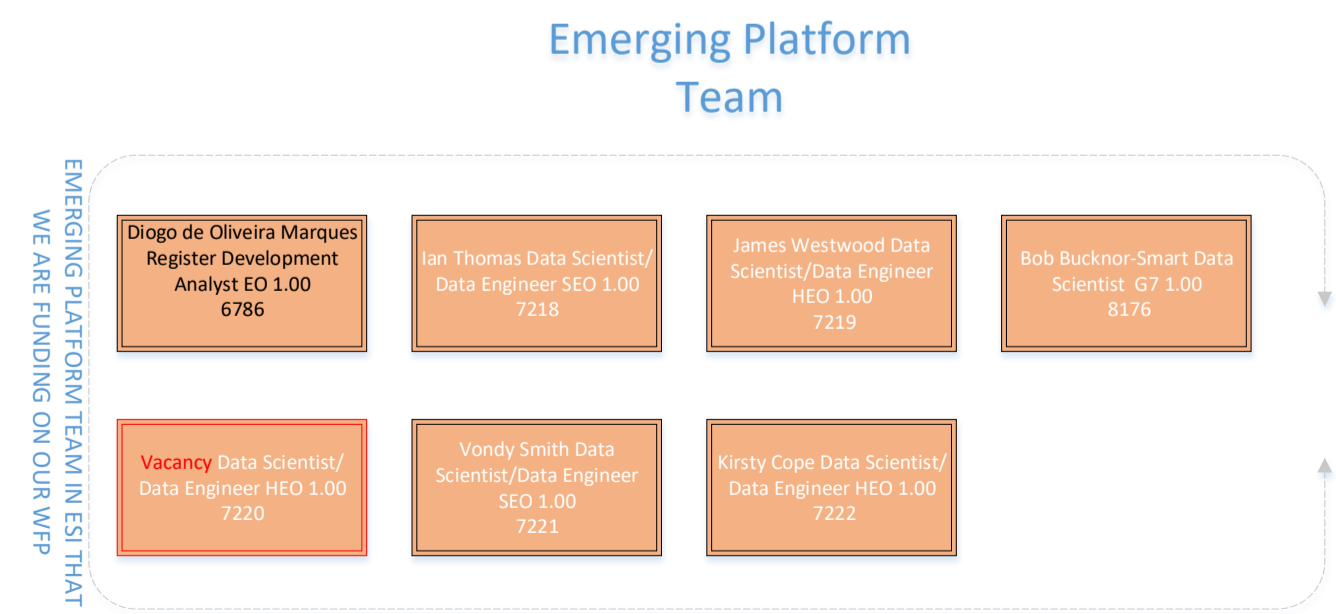 Emerging Platform
Team
EMERGING PLATFORM TEAM IN ESI THAT
WE ARE FUNDING ON OUR WFP
Diogo de Oliveira Marques
Register Development
Analyst EO 1.00
6786
Ian Thomas Data Scientist/
Data Engineer SEO 1.00
7218
James Westwood Data
Scientist/Data Engineer
HEO 1.00
7219
Bob Bucknor-Smart Data
Scientist  G7 1.00
8176
Vacancy Data Scientist/
Data Engineer HEO 1.00
7220
Vondy Smith Data
Scientist/Data Engineer
SEO 1.00
7221
Kirsty Cope Data Scientist/
Data Engineer HEO 1.00
7222